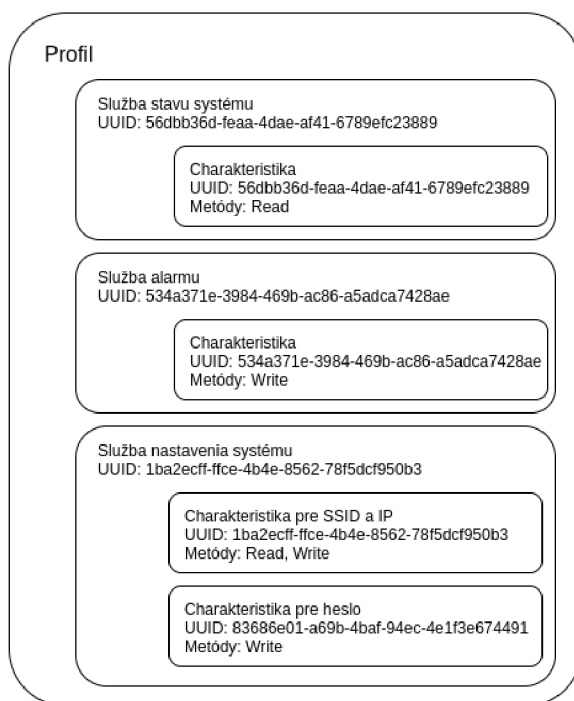 Profil
Služba stavu systému
UUID: 56dbb36d-feaa-4dae-af41-6789efc23889
Charakteristika
UUID: 56dbb36d-feaa-4dae-af41-6789efc23889
Metódy: Read
Služba alarmu
UUID: 534a371e-3984-469b-ac86-a5adca7428ae
Charakteristika
UUID: 534a371e-3984-469b-ac86-a5adca7428ae
Metódy: Write
Služba nastavenia systému
UUID: 1ba2ecff-ffce-4b4e-8562-78f5dcf950b3
Charakteristika pre SSID a IP
UUID: 1ba2ecff-ffce-4b4e-8562-78f5dcf950b3
Metódy: Read, Write
Charakteristika pre heslo
UUID: 83686e01-a69b-4baf-94ec-4e1f3e674491
Metódy: Write